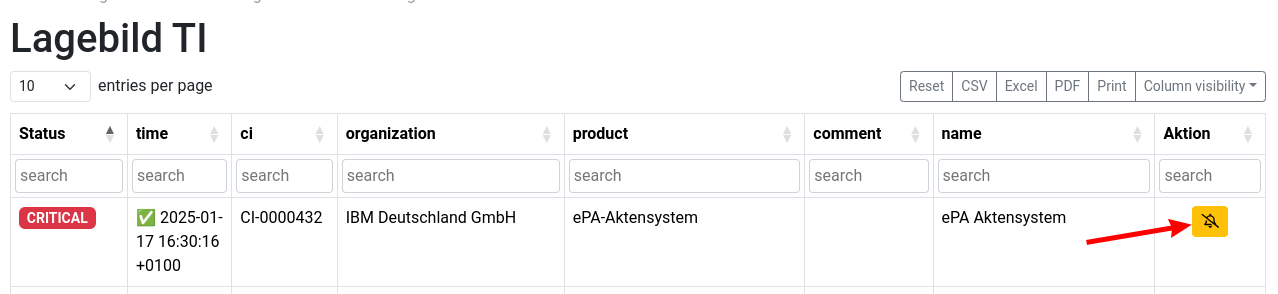 Lagebild TI
10 entries per page
Reset CSV Excel PDF Print Column visibility
Status time ci organization product comment name Aktion
search search search search search search search search
CRITICAL ✅ 2025-01- CI-0000432 IBM Deutschland GmbH ePA-Aktensystem ePA Aktensystem
17 16:30:16
+0100